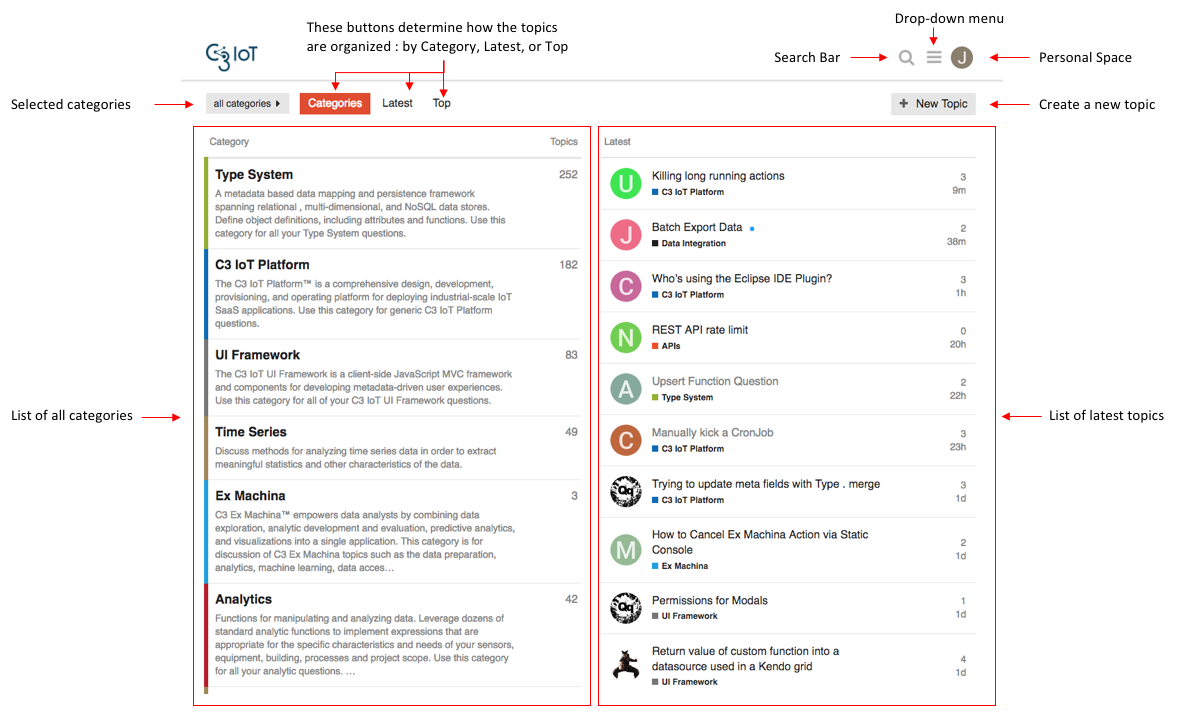 These buttons determine how the topics
are organized : by Category, Latest, or Top
Drop-down menu
C3 IoT
Search Bar
J
Personal Space
Selected categories
all categories
Categories
Latest
Top
+ New Topic
Create a new topic
Category Topics
Type System 252
A metadata based data mapping and persistence framework
spanning relational , multi-dimensional, and NoSQL data stores.
Define object definitions, including attributes and functions. Use this
category for all your Type System questions.
C3 IoT Platform 182
The C3 IoT Platform™ is a comprehensive design, development,
provisioning, and operating platform for deploying industrial-scale IoT
SaaS applications. Use this category for generic C3 IoT Platform
questions.
UI Framework 83
The C3 IoT UI Framework is a client-side JavaScript MVC framework
and components for developing metadata-driven user experiences.
Use this category for all of your C3 IoT UI Framework questions.
List of all categories
Time Series 49
Discuss methods for analyzing time series data in order to extract
meaningful statistics and other characteristics of the data.
Ex Machina 3
C3 Ex Machina™ empowers data analysts by combining data
exploration, analytic development and evaluation, predictive analytics,
and visualizations into a single application. This category is for
discussion of C3 Ex Machina topics such as the data preparation,
analytics, machine learning, data acces…
Analytics 42
Functions for manipulating and analyzing data. Leverage dozens of
standard analytic functions to implement expressions that are
appropriate for the specific characteristics and needs of your sensors,
equipment, building, processes and project scope. Use this category
for all your analytic questions. …
Latest
U
Killing long running actions 3
C3 IoT Platform 9m
J
Batch Export Data 2
Data Integration 38m
C
Who's using the Eclipse IDE Plugin? 3
C3 IoT Platform 1h
N
REST API rate limit 0
APIs 20h
A
Upsert Function Question 2
Type System 22h
List of latest topics
C
Manually kick a CronJob 3
C3 IoT Platform 23h
Qq
Trying to update meta fields with Type . merge 3
C3 IoT Platform 1d
M
How to Cancel Ex Machina Action via Static 2
Console 1d
Ex Machina
Qq
Permissions for Modals 1
UI Framework 1d
Return value of custom function into a 4
datasource used in a Kendo grid 1d
UI Framework